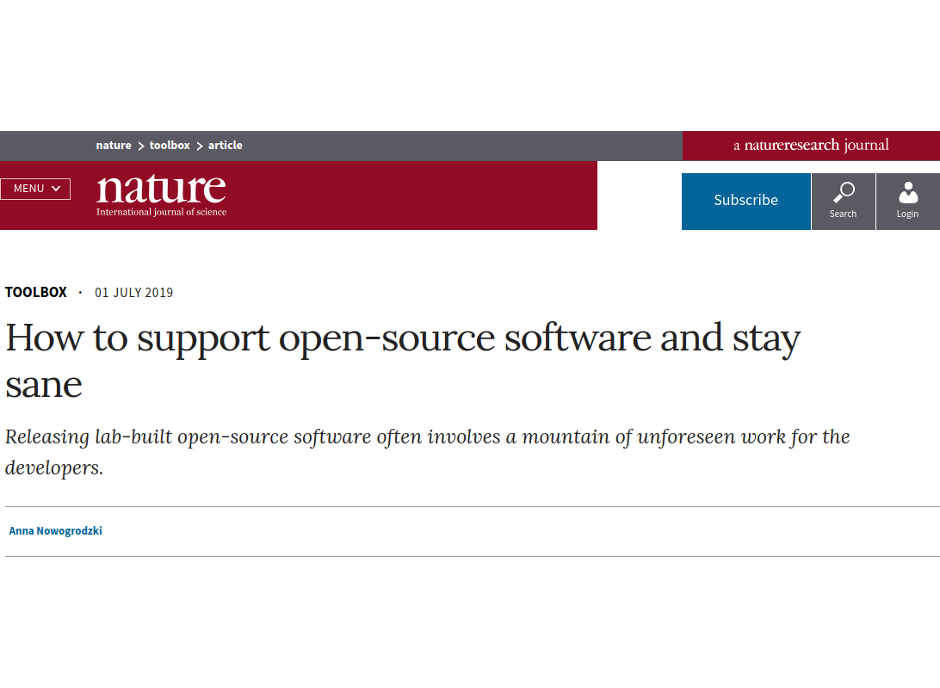 nature > toolbox > article
a natureresearch journal
MENU
nature
International journal of science
Subscribe
Search
Login
TOOLBOX · 01 JULY 2019
How to support open-source software and stay
sane
Releasing lab-built open-source software often involves a mountain of unforeseen work for the
developers.
Anna Nowogrodzki